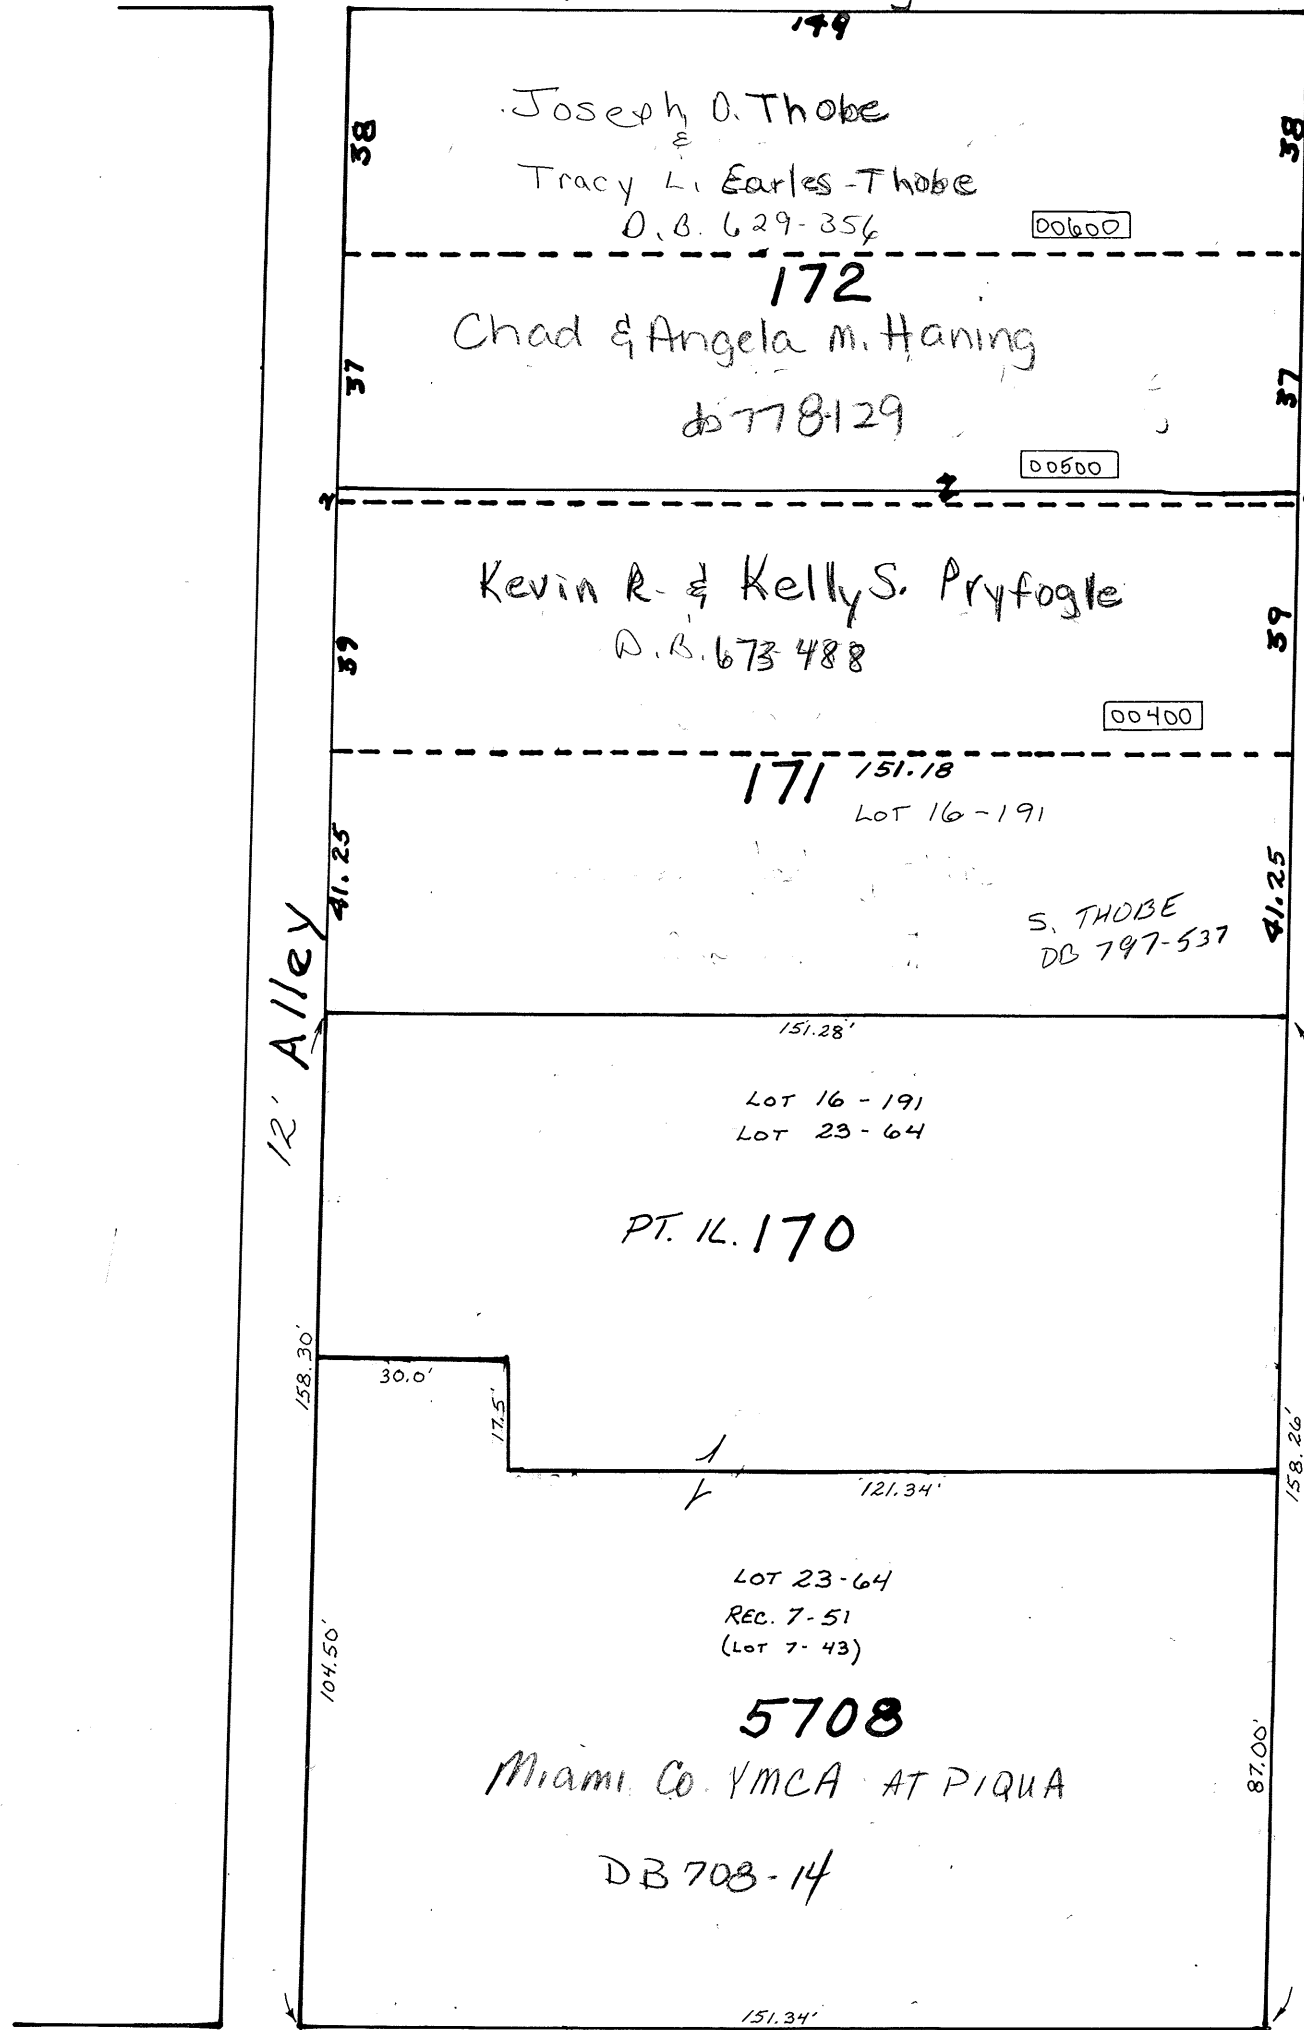 149
38
38
Joseph D. Thobe
&
Tracy L. Earles-Thobe
D.B. 629-356
00600
172
Chad & Angela M. Haning
37
37
db 778-129
00500
2
2
Kevin R. & Kelly S. Pryfogle
D.B. 673-488
39
39
00400
171 151.18
LOT 16-191
41.25
41.25
S. THOBE
DB 797-537
12' Alley
151.28'
LOT 16-191
LOT 23-64
PT. IL. 170
158.30'
30.0'
17.5'
121.34'
158.26'
LOT 23-64
REC. 7-51
(LOT 7-43)
104.50'
5708
87.00'
Miami Co. YMCA AT PIQUA
DB 708-14
151.34'